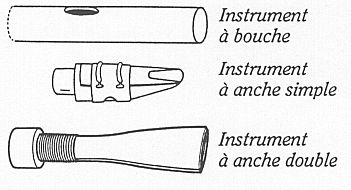 Instrument
à bouche
Instrument
à anche simple
Instrument
à anche double